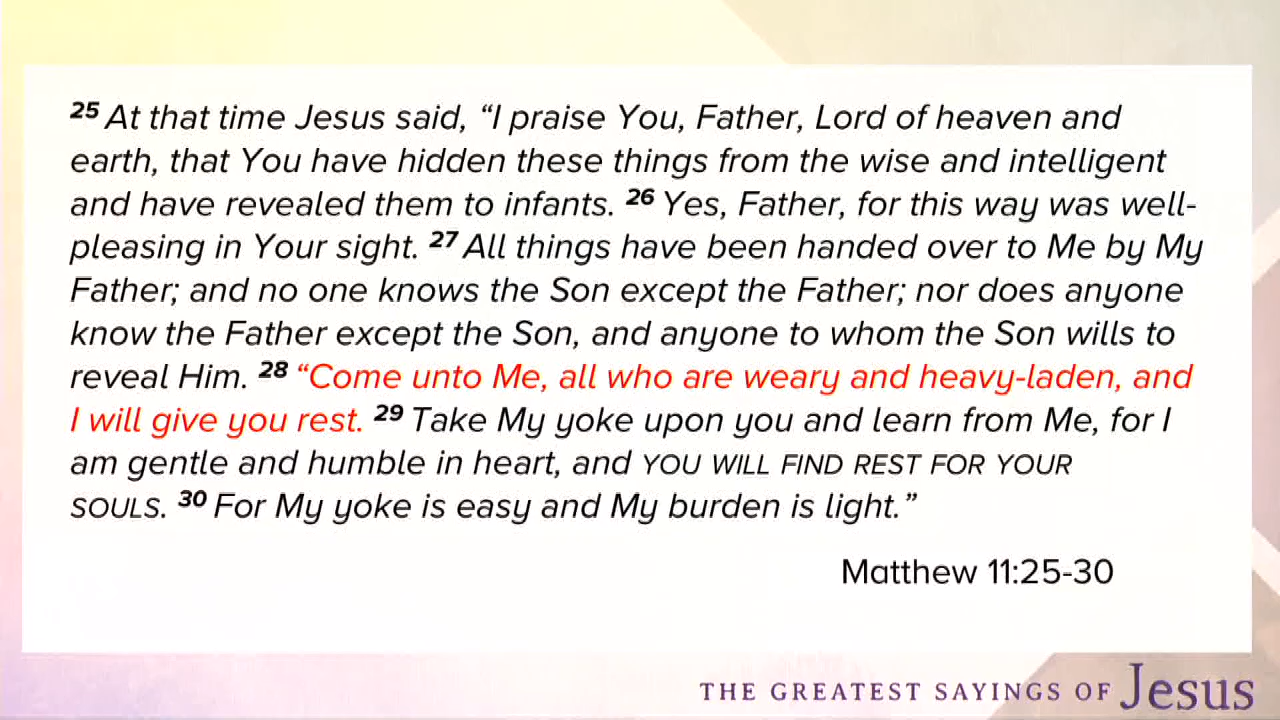 25 At that time Jesus said, “I praise You, Father, Lord of heaven and
earth, that You have hidden these things from the wise and intelligent
and have revealed them to infants. 26 Yes, Father, for this way was well-
pleasing in Your sight. 27 All things have been handed over to Me by My
Father; and no one knows the Son except the Father; nor does anyone
know the Father except the Son, and anyone to whom the Son wills to
reveal Him. 28 “Come unto Me, all who are weary and heavy-laden, and
I will give you rest. 29 Take My yoke upon you and learn from Me, for I
am gentle and humble in heart, and YOU WILL FIND REST FOR YOUR
SOULS. 30 For My yoke is easy and My burden is light.”
Matthew 11:25-30
THE GREATEST SAYINGS OF Jesus